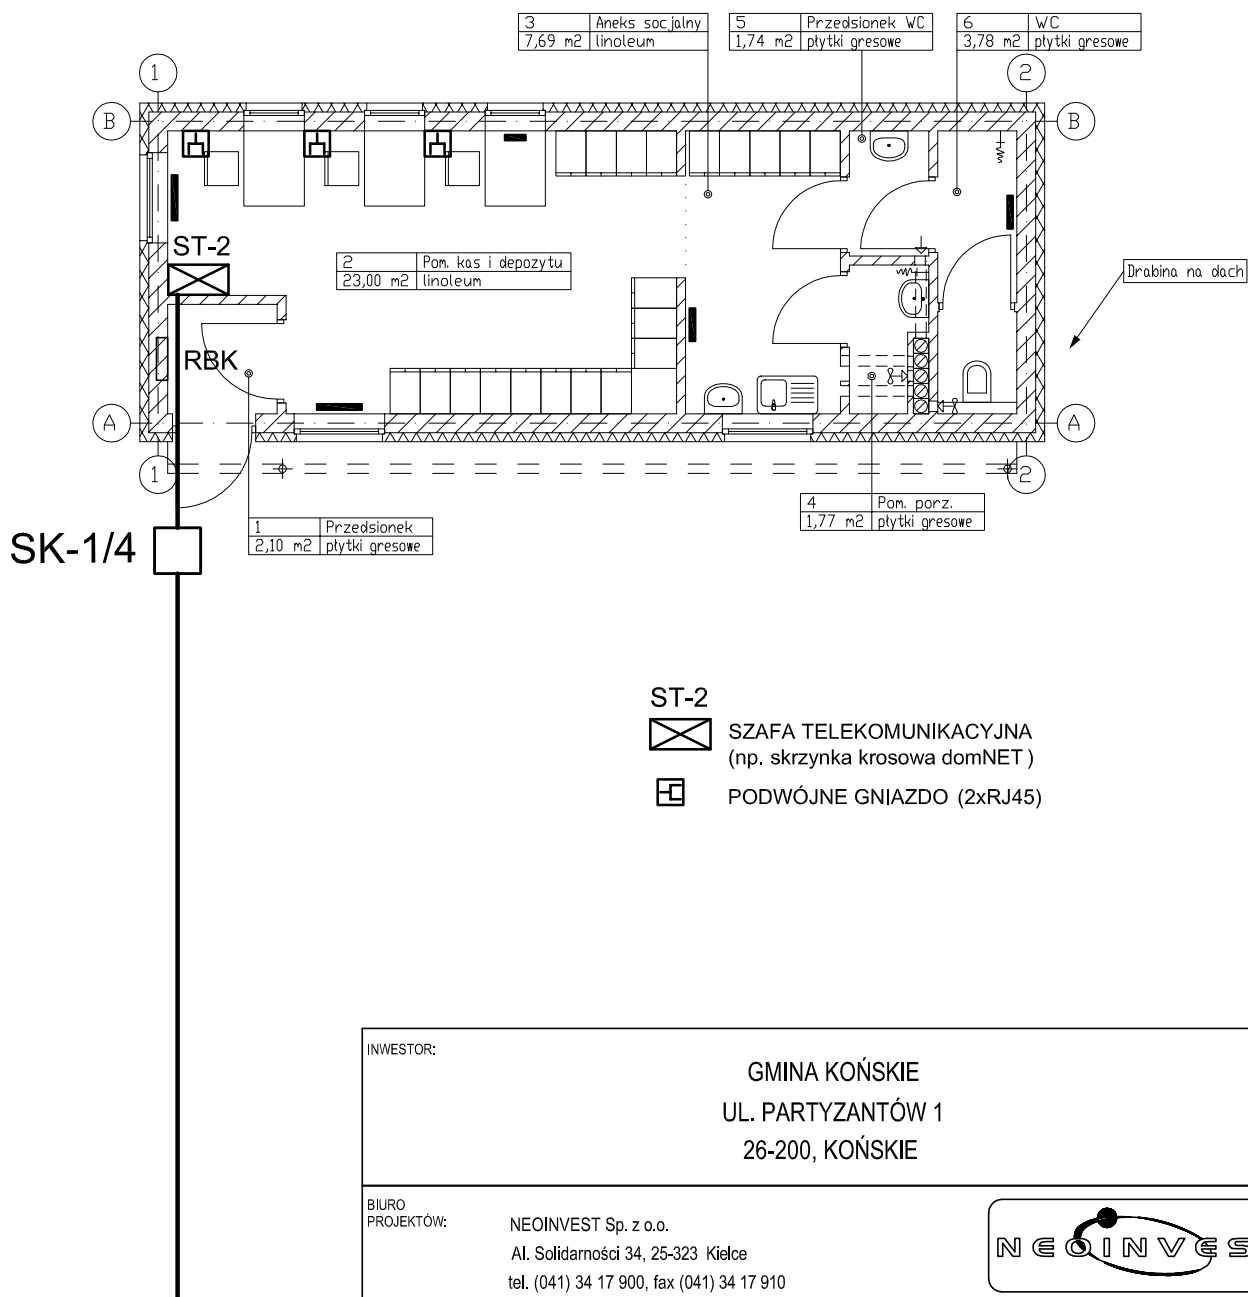 3 Aneks socjalny
7,69 m2 linoleum
5 Przedsionek WC
1,74 m2 płytki gresowe
6 WC
3,78 m2 płytki gresowe
1
2
B
B
ST-2
2 Pom. kas i depozytu
23,00 m2 linoleum
Drabina na dach
RBK
A
A
1
2
4 Pom. porz.
1,77 m2 płytki gresowe
1 Przedsionek
2,10 m2 płytki gresowe
SK-1/4
ST-2
SZAFA TELEKOMUNIKACYJNA
(np. skrzynka krosowa domNET )
PODWÓJNE GNIAZDO (2xRJ45)
INWESTOR:
GMINA KOŃSKIE
UL. PARTYZANTÓW 1
26-200, KOŃSKIE
BIURO
PROJEKTÓW:
NEOINVEST Sp. z o.o.
Al. Solidarności 34, 25-323 Kielce
tel. (041) 34 17 900, fax (041) 34 17 910
NEOINVES